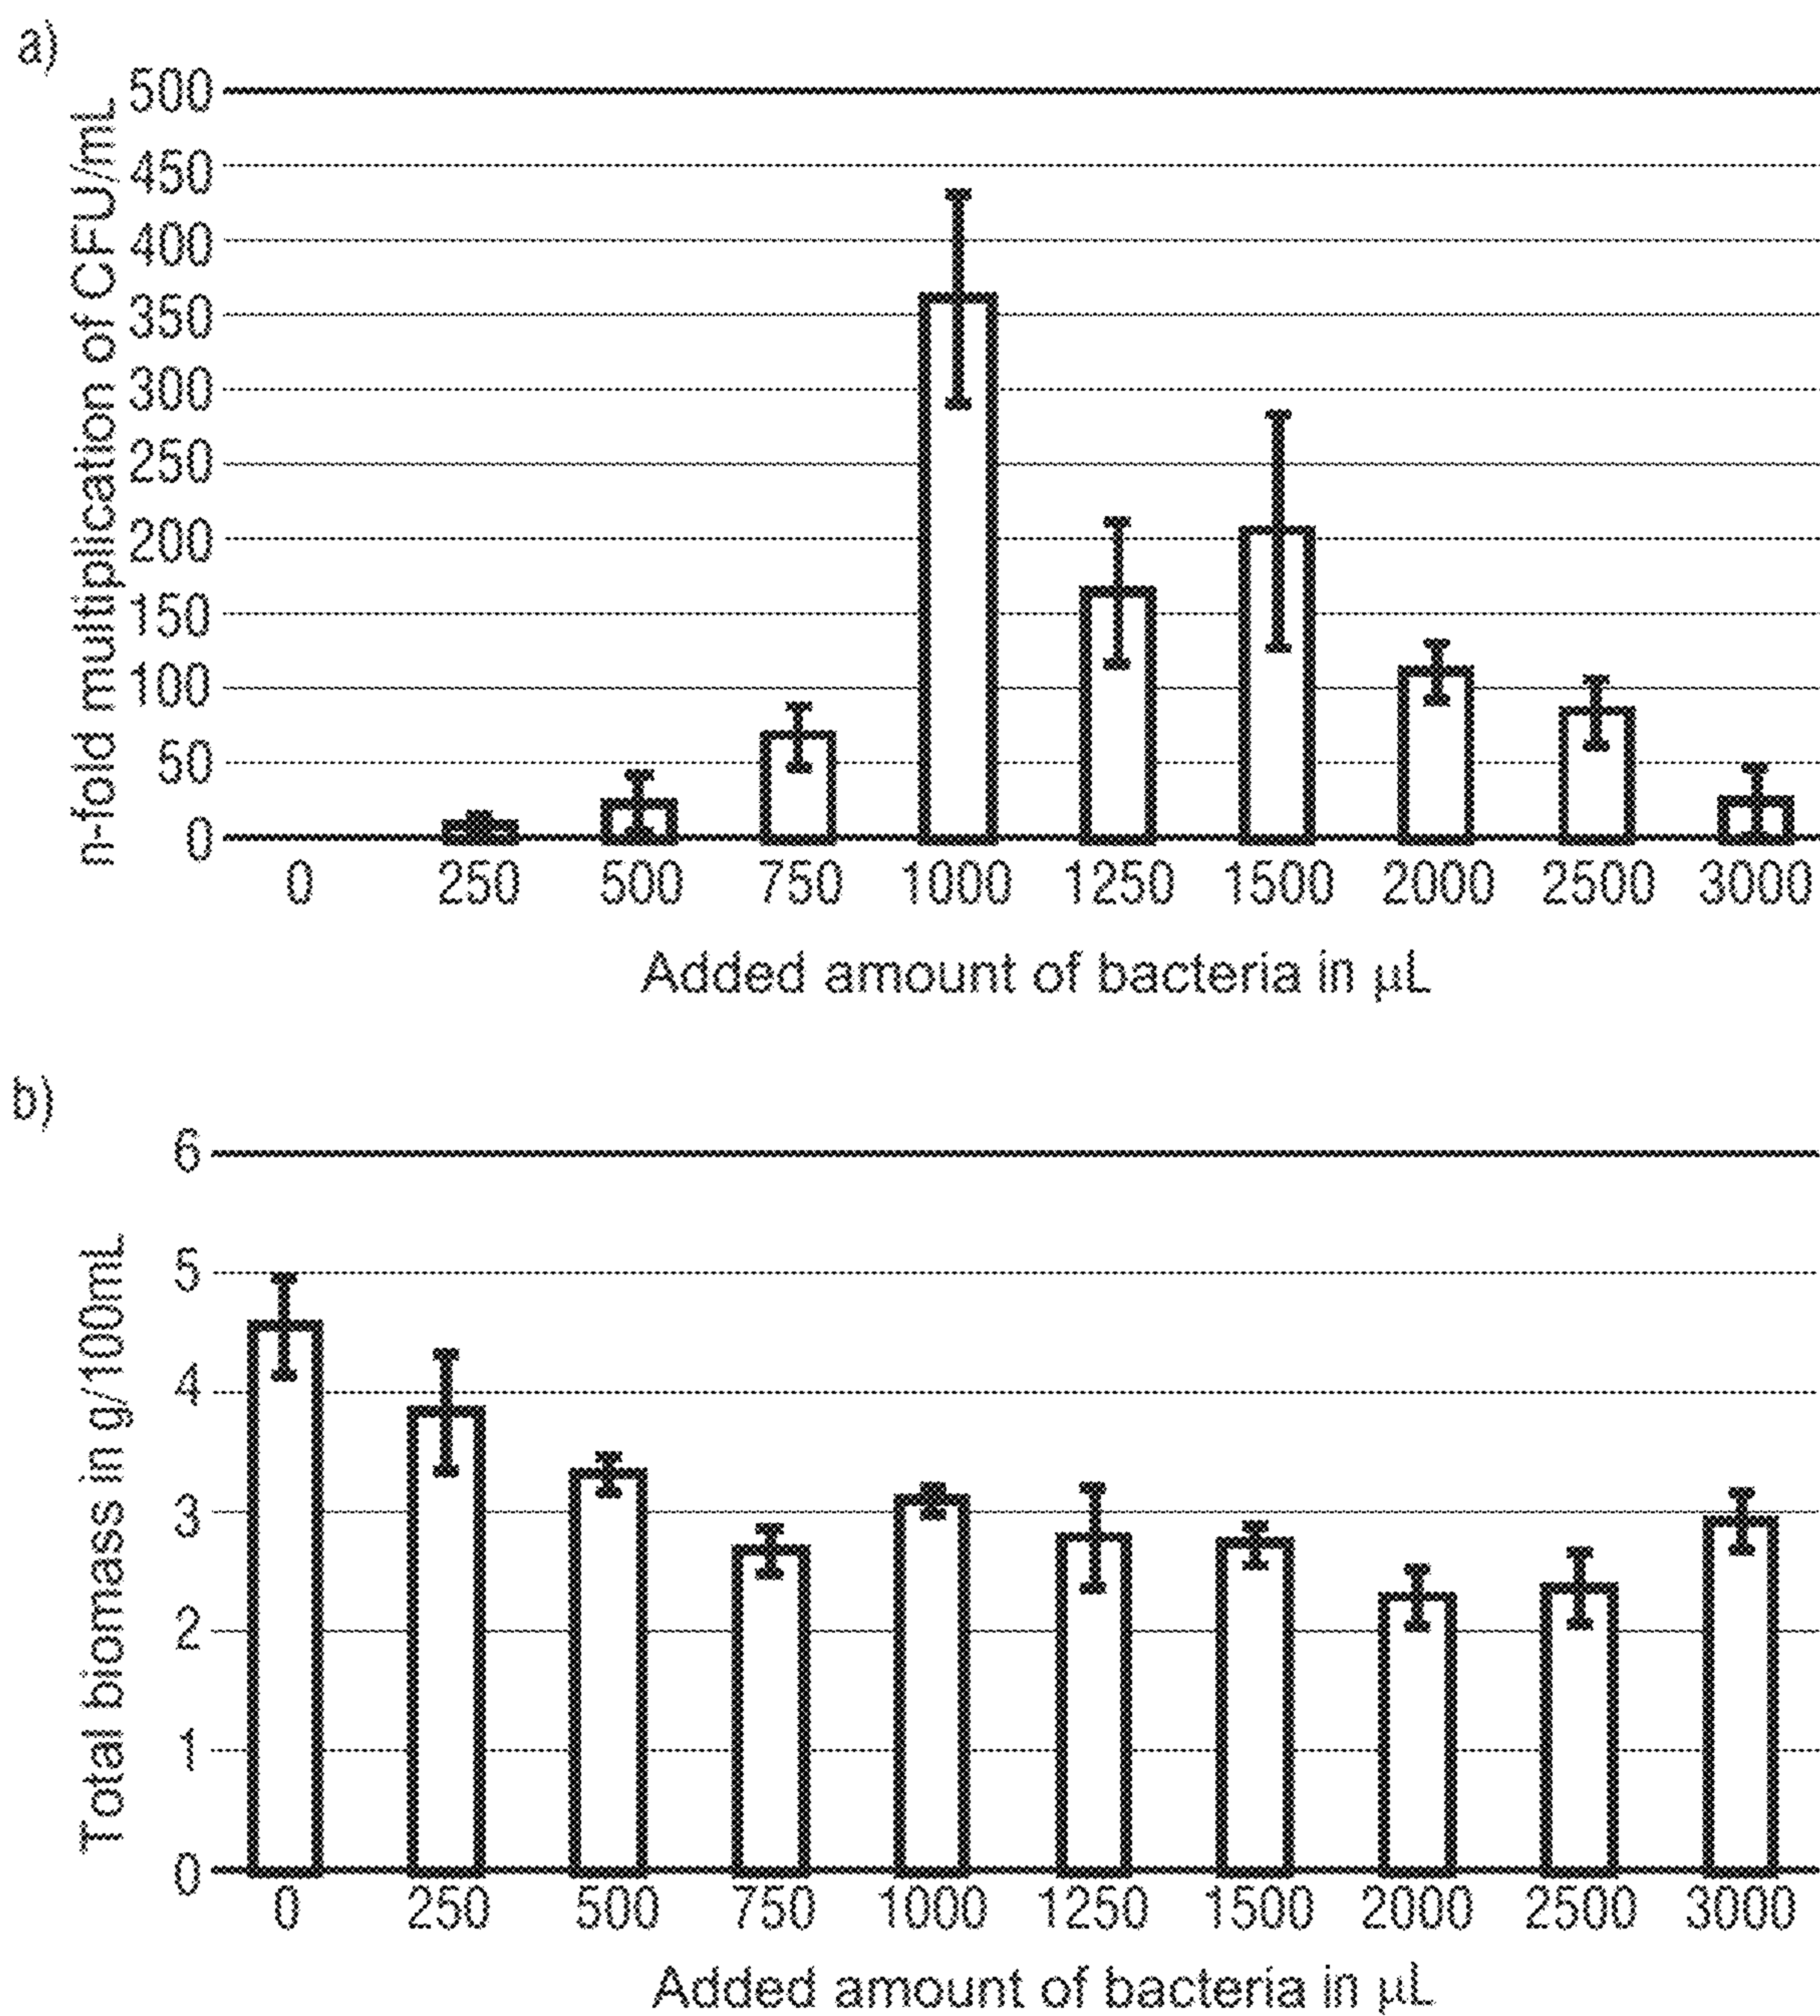 a)
n-fold multiplication of CFU/mL
500
450
400
350
300
250
200
150
100
50
0
0 250 500 750 1000 1250 1500 2000 2500 3000
Added amount of bacteria in µL
b)
Total biomass in g/100mL
6
5
4
3
2
1
0
0 250 500 750 1000 1250 1500 2000 2500 3000
Added amount of bacteria in µL